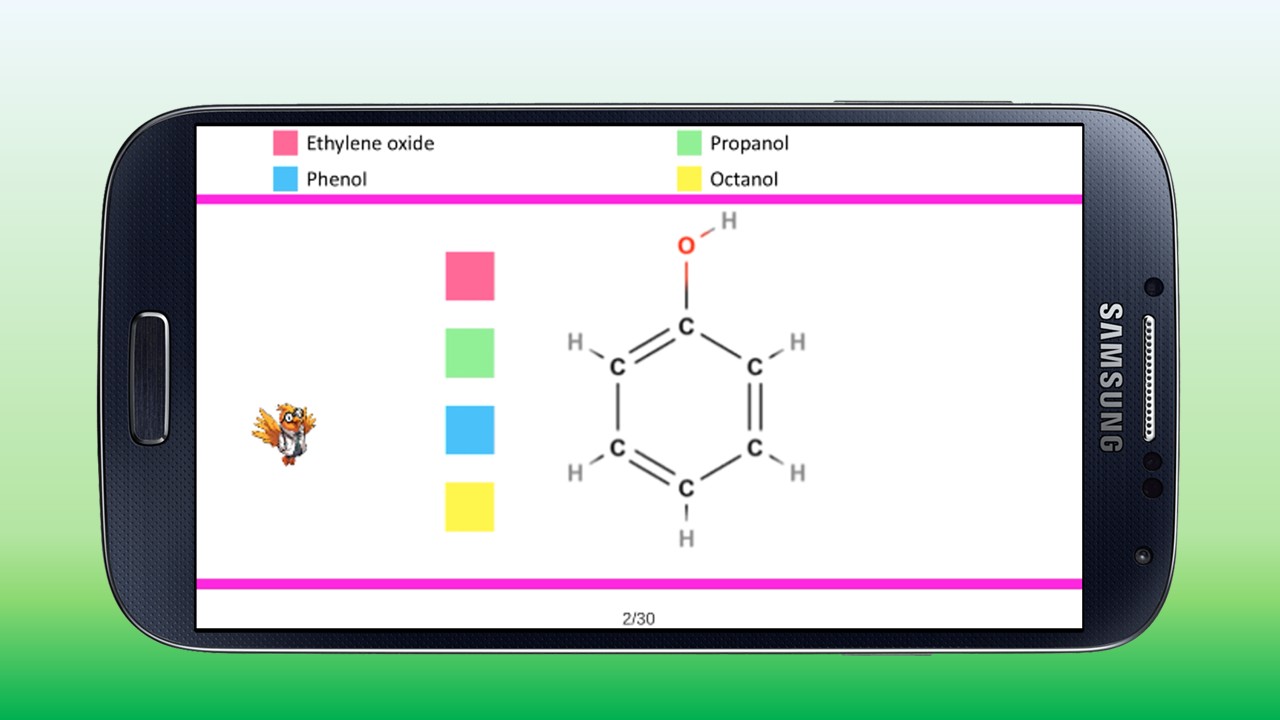 Ethylene oxide
Propanol
Phenol
Octanol
H
O
C
H
H
C
C
C
C
H
H
C
H
2/30
SAMSUNG